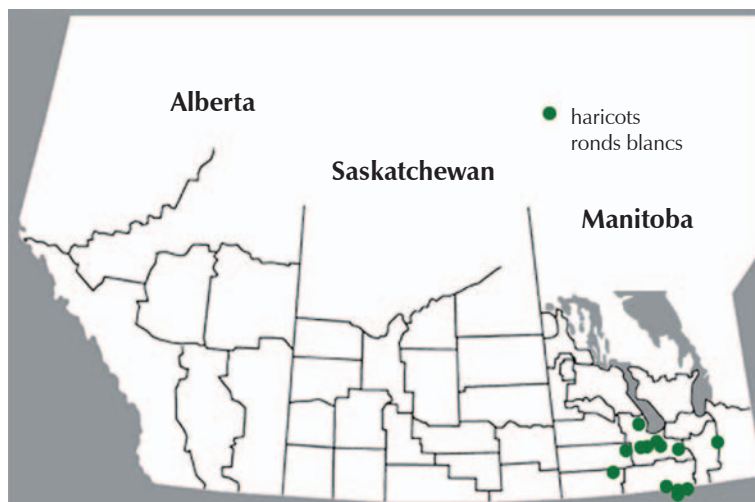 Alberta
haricots
ronds blancs
Saskatchewan
Manitoba